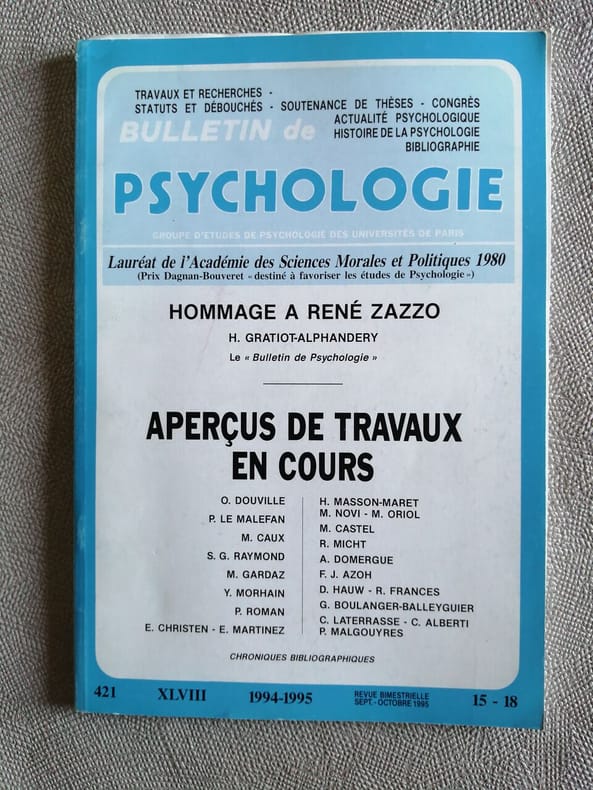 TRAVAUX ET RECHERCHES -
STATUTS ET DÉBOUCHÉS - SOUTENANCE DE THÈSES - CONGRÈS
ACTUALITÉ PSYCHOLOGIQUE
BULLETIN de
HISTOIRE DE LA PSYCHOLOGIE
BIBLIOGRAPHIE
PSYCHOLOGIE
GROUPE D'ETUDES DE PSYCHOLOGIE DES UNIVERSITÉS DE PARIS
Lauréat de l'Académie des Sciences Morales et Politiques 1980
(Prix Dagnan-Bouveret « destiné à favoriser les études de Psychologie »)
HOMMAGE A RENÉ ZAZZO
H. GRATIOT-ALPHANDERY
Le « Bulletin de Psychologie »
APERÇUS DE TRAVAUX
EN COURS
O. DOUVILLE
P. LE MALEFAN
M. CAUX
S. G. RAYMOND
M. GARDAZ
Y. MORHAIN
P. ROMAN
E. CHRISTEN - E. MARTINEZ
H. MASSON-MARET
M. NOVI - M. ORIOL
M. CASTEL
R. MICHT
A. DOMERGUE
F. J. AZOH
D. HAUW - R. FRANCES
G. BOULANGER-BALLEYGUIER
C. LATERRASSE - C. ALBERTI
P. MALGOUYRES
CHRONIQUES BIBLIOGRAPHIQUES
421 XLVIII 1994-1995 REVUE BIMESTRIELLE 15 - 18
SEPT.-OCTOBRE 1995